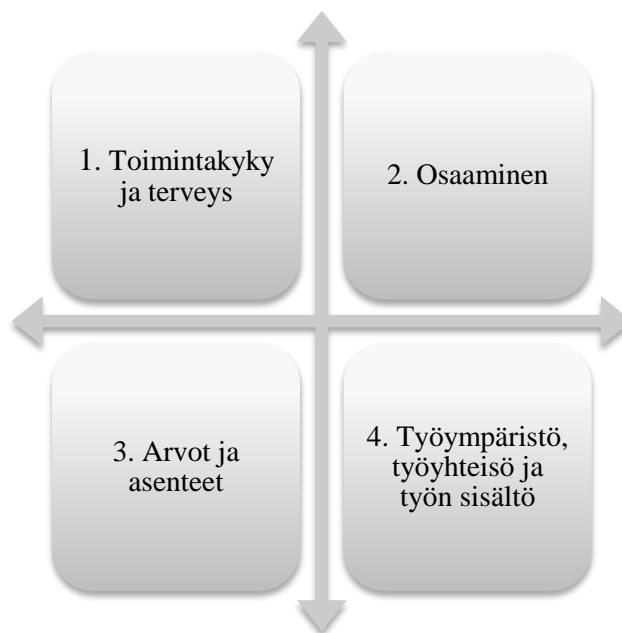 1. Toimintakyky
ja terveys
2. Osaaminen
3. Arvot ja
asenteet
4. Työympäristö,
työyhteisö ja
työn sisältö